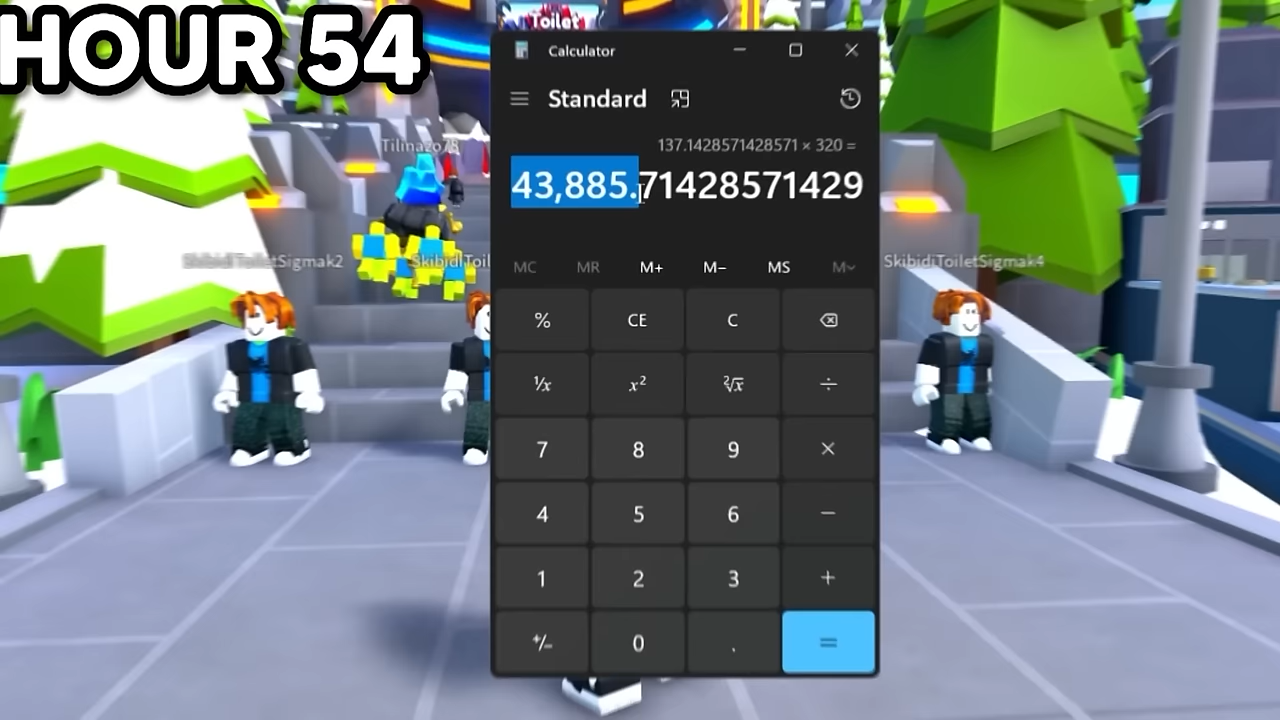 HOUR 54
Toilet
Calculator
Standard
137.1428571428571 × 320 =
43,885.71428571429
Tilinazo78
SkibidiToiletSigmak2
SkibidiToil
SkibidiToiletSigmak4
MC MR M+ M− MS M
% CE C
¹/x x² ²√x ÷
7 8 9 ×
4 5 6 −
1 2 3 +
+/− 0 . =